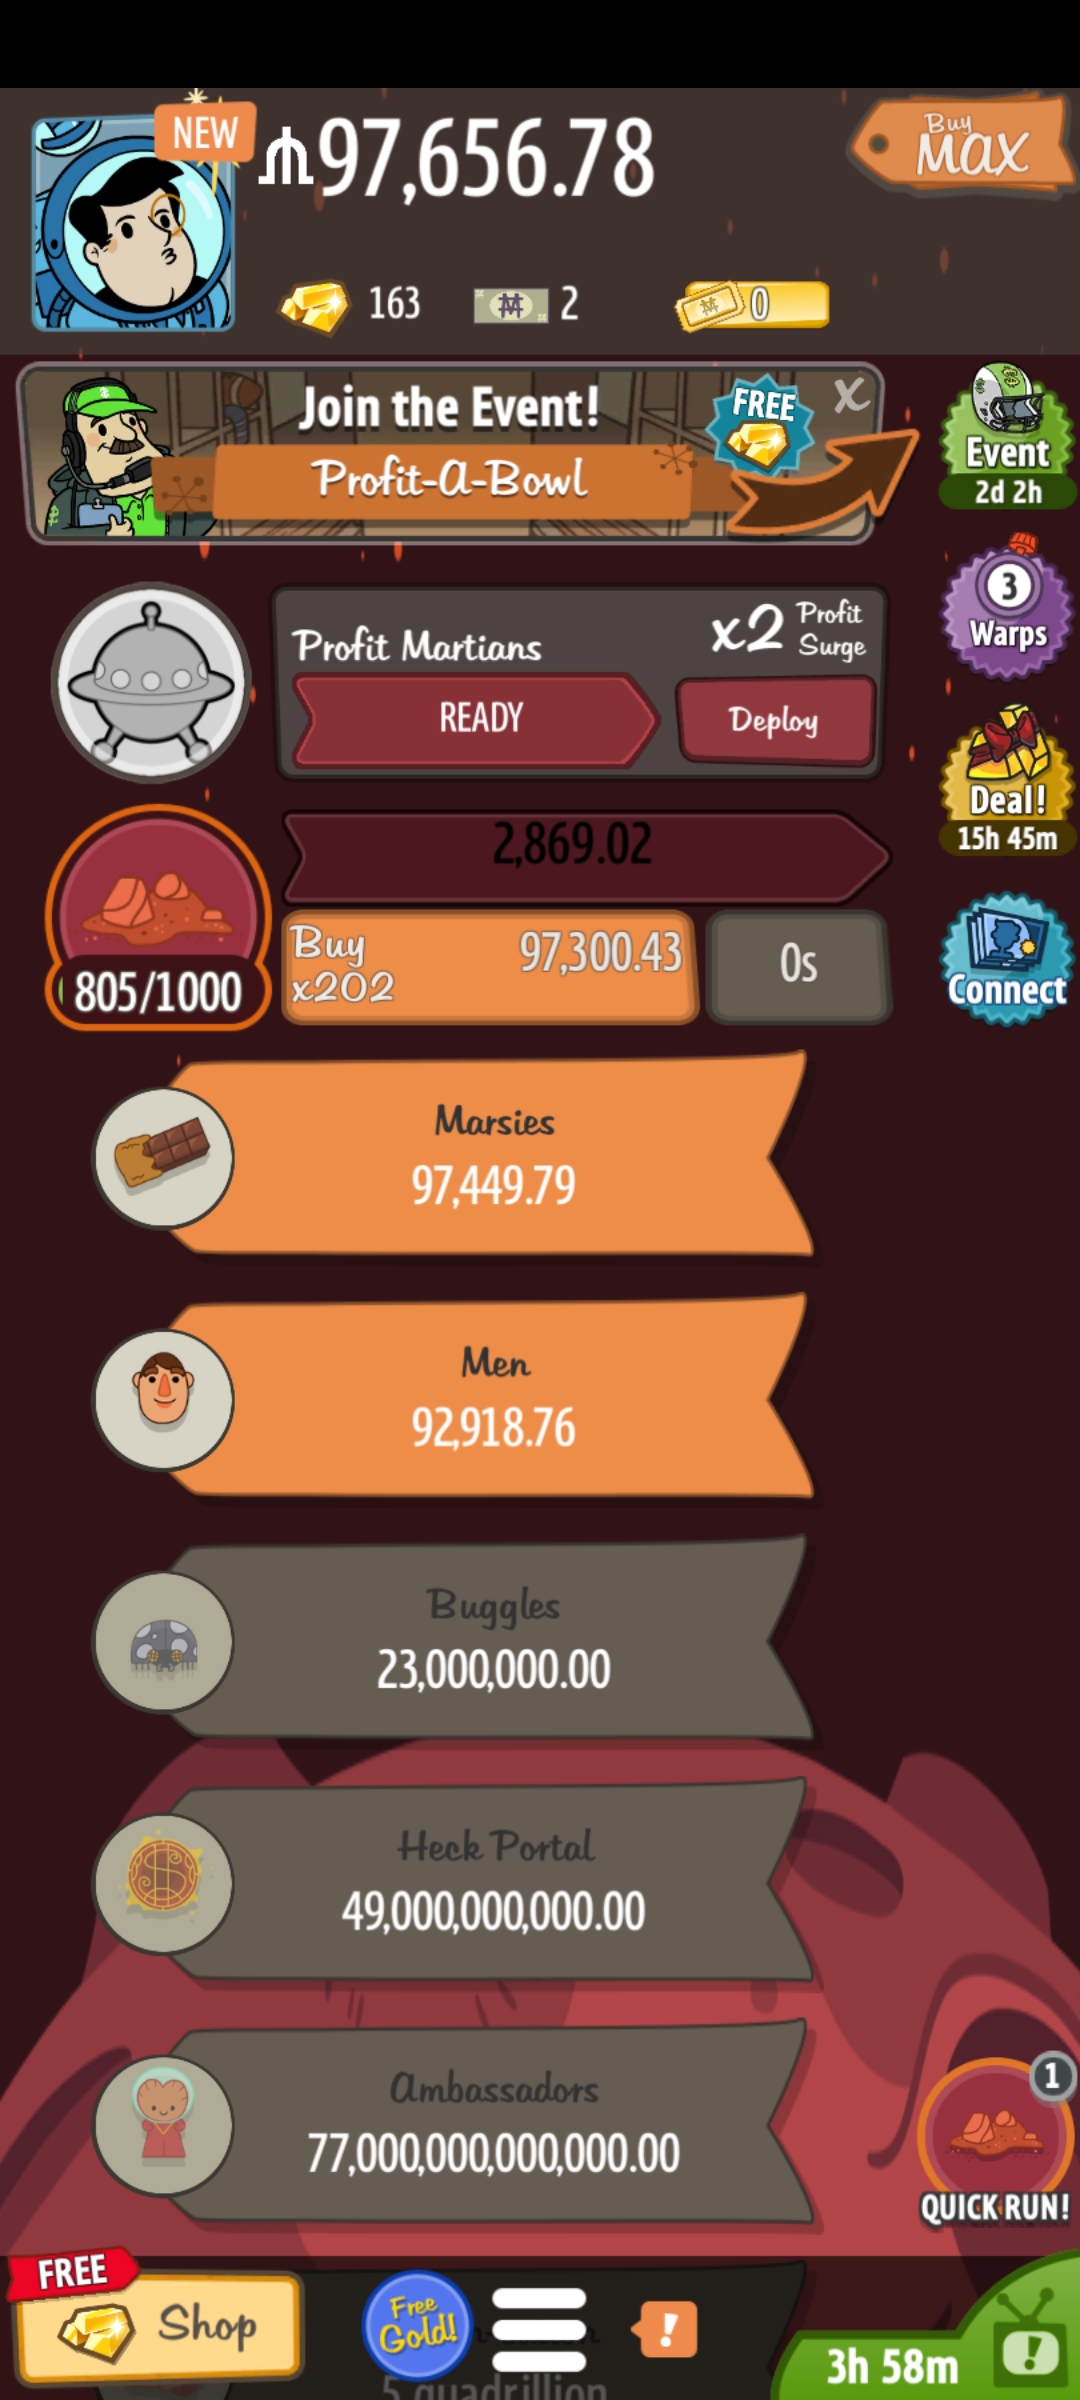 NEW
97,656.78
Buy
MAX
163
2
0
Join the Event!
FREE
X
Profit-A-Bowl
Event
2d 2h
3
Warps
Profit Martians
x2 Profit Surge
READY
Deploy
Deal!
15h 45m
2,869.02
805/1000
Buy
x202
97,300.43
0s
Connect
Marsies
97,449.79
Men
92,918.76
Buggles
23,000,000.00
Heck Portal
49,000,000,000.00
Ambassadors
77,000,000,000,000.00
1
QUICK RUN!
FREE
Shop
Free
Gold!
!
5 quadrillion
3h 58m
!